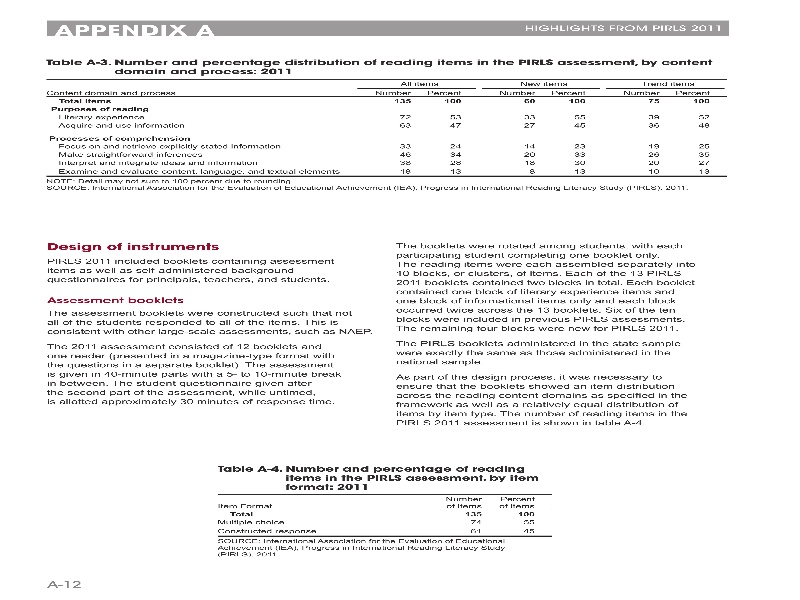 APPENDIX A
HIGHLIGHTS FROM PIRLS 2011
Table A-3. Number and percentage distribution of reading items in the PIRLS assessment, by content
domain and process: 2011
All items New items Trend items
Content domain and process Number Percent Number Percent Number Percent
Total items 135 100 60 100 75 100
Purposes of reading
Literary experience 72 53 33 55 39 52
Acquire and use information 63 47 27 45 36 48
Processes of comprehension
Focus on and retrieve explicitly stated information 33 24 14 23 19 25
Make straightforward inferences 46 34 20 33 26 35
Interpret and integrate ideas and information 38 28 18 30 20 27
Examine and evaluate content, language, and textual elements 18 13 8 13 10 13
NOTE: Detail may not sum to 100 percent due to rounding.
SOURCE: International Association for the Evaluation of Educational Achievement (IEA), Progress in International Reading Literacy Study (PIRLS), 2011.
Design of instruments
PIRLS 2011 included booklets containing assessment
items as well as self-administered background
questionnaires for principals, teachers, and students.
Assessment booklets
The assessment booklets were constructed such that not
all of the students responded to all of the items. This is
consistent with other large-scale assessments, such as NAEP.
The 2011 assessment consisted of 12 booklets and
one reader (presented in a magazine-type format with
the questions in a separate booklet). The assessment
is given in 40-minute parts with a 5- to 10-minute break
in between. The student questionnaire given after
the second part of the assessment, while untimed,
is allotted approximately 30 minutes of response time.
The booklets were rotated among students, with each
participating student completing one booklet only.
The reading items were each assembled separately into
10 blocks, or clusters, of items. Each of the 13 PIRLS
2011 booklets contained two blocks in total. Each booklet
contained one block of literary experience items and
one block of informational items only and each block
occurred twice across the 13 booklets. Six of the ten
blocks were included in previous PIRLS assessments.
The remaining four blocks were new for PIRLS 2011.
The PIRLS booklets administered in the state sample
were exactly the same as those administered in the
national sample.
As part of the design process, it was necessary to
ensure that the booklets showed an item distribution
across the reading content domains as specified in the
framework as well as a relatively equal distribution of
items by item type. The number of reading items in the
PIRLS 2011 assessment is shown in table A-4.
Table A-4. Number and percentage of reading
items in the PIRLS assessment, by item
format: 2011
Number Percent
Item Format of items of items
Total 135 100
Multiple choice 74 55
Constructed response 61 45
SOURCE: International Association for the Evaluation of Educational
Achievement (IEA), Progress in International Reading Literacy Study
(PIRLS), 2011.
A-12